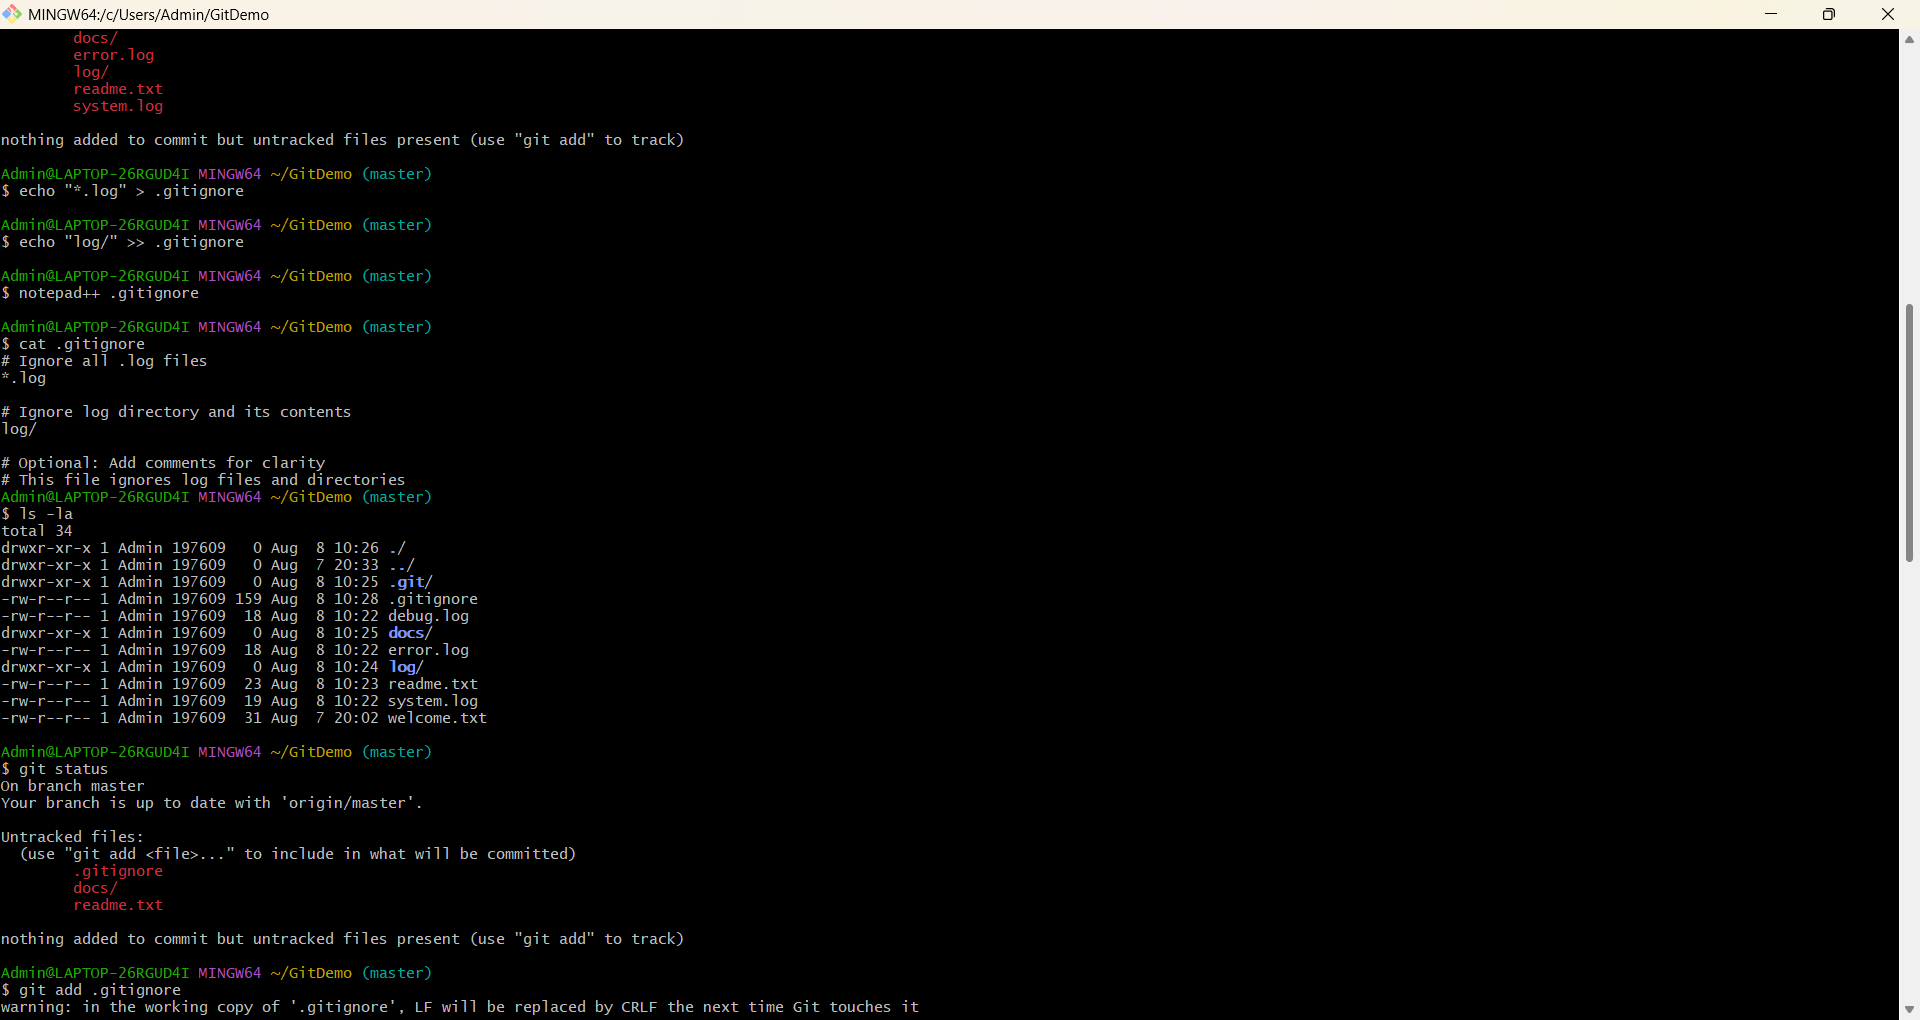 MINGW64:/c/Users/Admin/GitDemo
docs/
error.log
log/
readme.txt
system.log
nothing added to commit but untracked files present (use "git add" to track)
Admin@LAPTOP-26RGUD4I MINGW64 ~/GitDemo (master)
$ echo "*.log" > .gitignore
Admin@LAPTOP-26RGUD4I MINGW64 ~/GitDemo (master)
$ echo "log/" >> .gitignore
Admin@LAPTOP-26RGUD4I MINGW64 ~/GitDemo (master)
$ notepad++ .gitignore
Admin@LAPTOP-26RGUD4I MINGW64 ~/GitDemo (master)
$ cat .gitignore
# Ignore all .log files
*.log
# Ignore log directory and its contents
log/
# Optional: Add comments for clarity
# This file ignores log files and directories
Admin@LAPTOP-26RGUD4I MINGW64 ~/GitDemo (master)
$ ls -la
total 34
drwxr-xr-x 1 Admin 197609   0 Aug  8 10:26 ./
drwxr-xr-x 1 Admin 197609   0 Aug  7 20:33 ../
drwxr-xr-x 1 Admin 197609   0 Aug  8 10:25 .git/
-rw-r--r-- 1 Admin 197609 159 Aug  8 10:28 .gitignore
-rw-r--r-- 1 Admin 197609  18 Aug  8 10:22 debug.log
drwxr-xr-x 1 Admin 197609   0 Aug  8 10:25 docs/
-rw-r--r-- 1 Admin 197609  18 Aug  8 10:22 error.log
drwxr-xr-x 1 Admin 197609   0 Aug  8 10:24 log/
-rw-r--r-- 1 Admin 197609  23 Aug  8 10:23 readme.txt
-rw-r--r-- 1 Admin 197609  19 Aug  8 10:22 system.log
-rw-r--r-- 1 Admin 197609  31 Aug  7 20:02 welcome.txt
Admin@LAPTOP-26RGUD4I MINGW64 ~/GitDemo (master)
$ git status
On branch master
Your branch is up to date with 'origin/master'.
Untracked files:
(use "git add <file>..." to include in what will be committed)
.gitignore
docs/
readme.txt
nothing added to commit but untracked files present (use "git add" to track)
Admin@LAPTOP-26RGUD4I MINGW64 ~/GitDemo (master)
$ git add .gitignore
warning: in the working copy of '.gitignore', LF will be replaced by CRLF the next time Git touches it